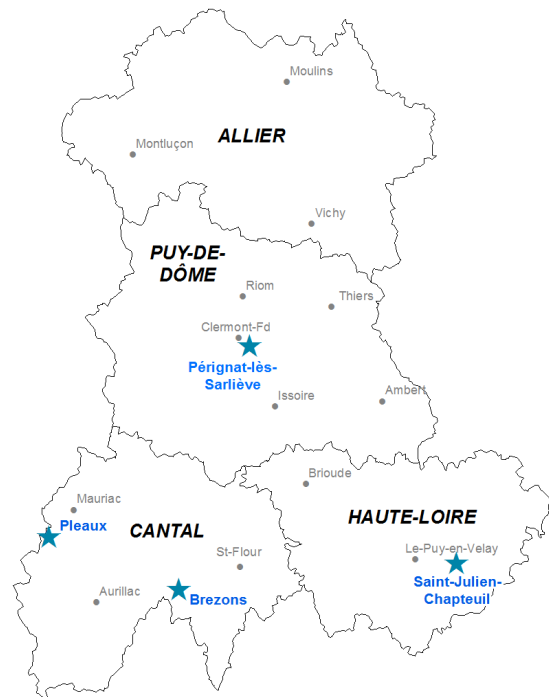 Moulins
ALLIER
Montluçon
Vichy
PUY-DE-
DÔME
Riom
Thiers
Clermont-Fd
Pérignat-lès-
Sarliève
Ambert
Issoire
Brioude
Mauriac
Pleaux
CANTAL
HAUTE-LOIRE
St-Flour
Le-Puy-en-Velay
Saint-Julien-
Chapteuil
Aurillac
Brezons